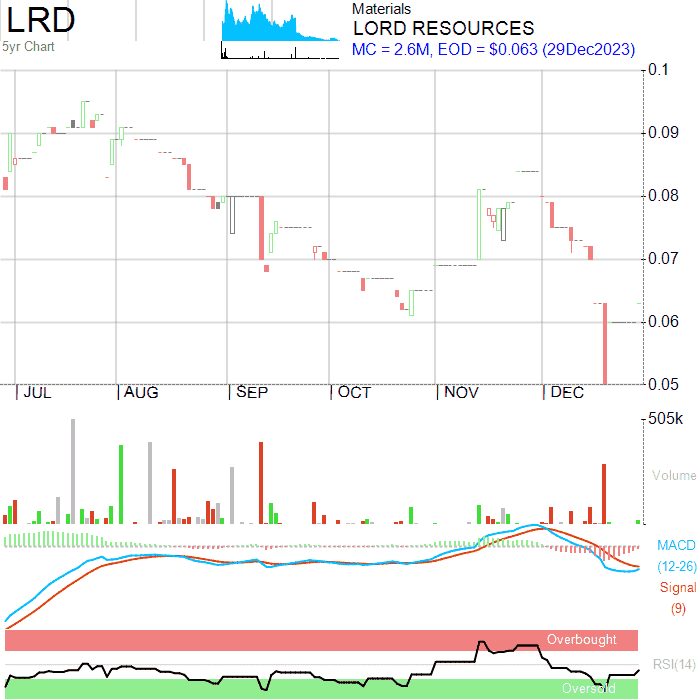 LRD
5yr Chart
Materials
LORD RESOURCES
MC = 2.6M, EOD = $0.063 (29Dec2023)
0.1
0.09
0.08
0.07
0.06
0.05
JUL AUG SEP OCT NOV DEC
505k
Volume
MACD
(12-26)
Signal
(9)
Overbought
RSI(14)
Oversold